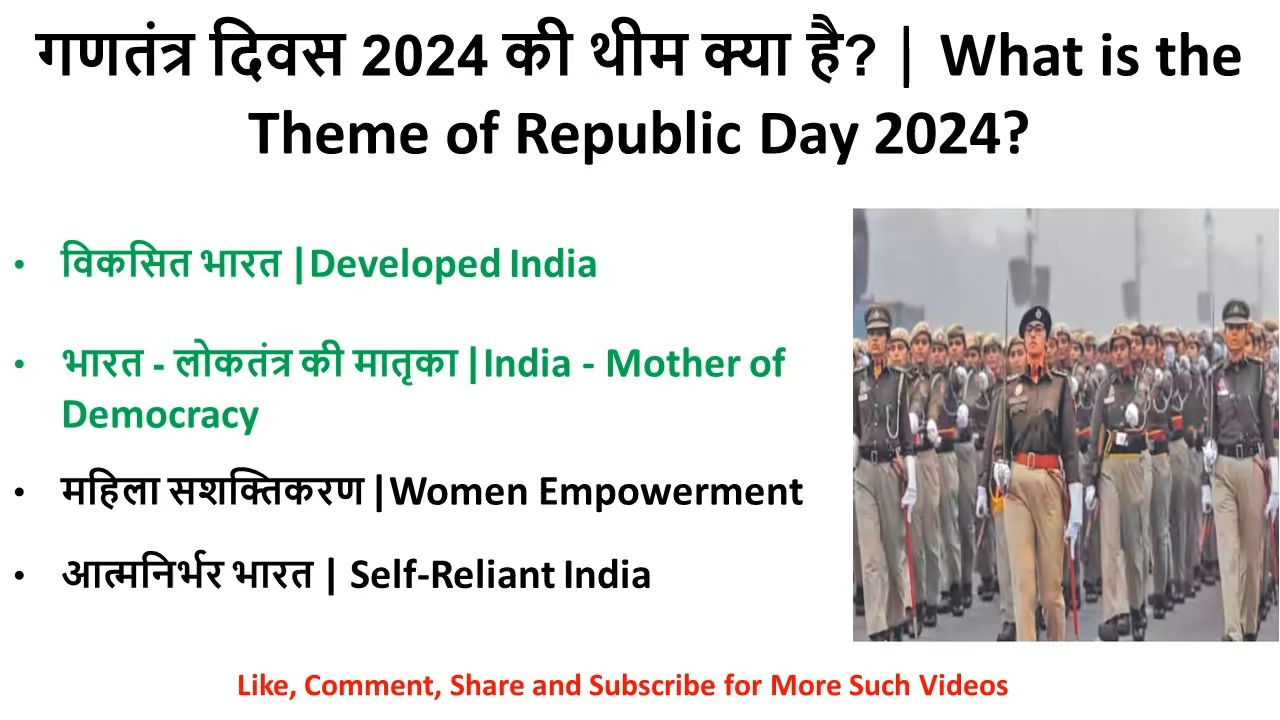 गणतंत्र दिवस 2024 की थीम क्या है? | What is the
Theme of Republic Day 2024?
• विकसित भारत |Developed India
• भारत - लोकतंत्र की मातृका |India - Mother of
Democracy
• महिला सशक्तिकरण |Women Empowerment
• आत्मनिर्भर भारत | Self-Reliant India
Like, Comment, Share and Subscribe for More Such Videos